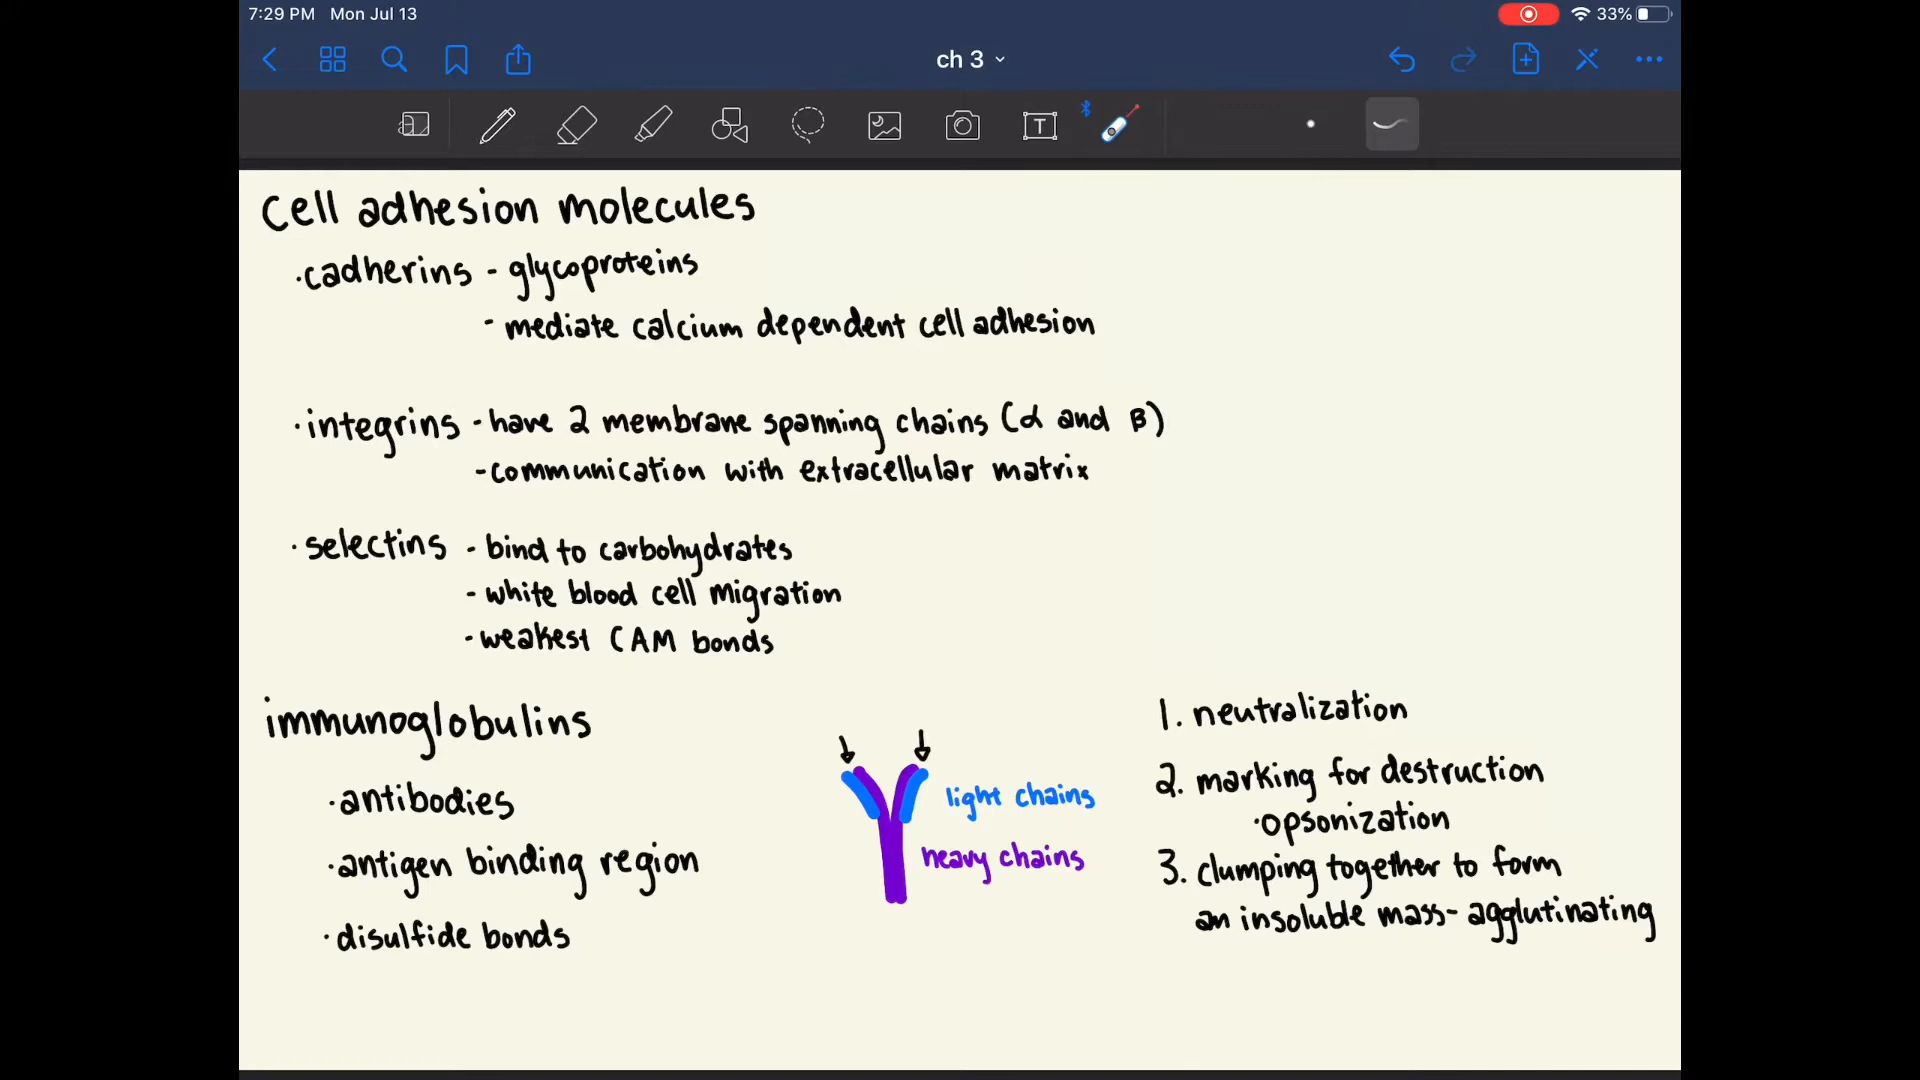 7:29 PM Mon Jul 13
33%
ch 3
T
cell adhesion molecules
·cadherins - glycoproteins
- mediate calcium dependent cell adhesion
·integrins - have 2 membrane spanning chains (α and β)
-communication with extracellular matrix
·selectins - bind to carbohydrates
- white blood cell migration
-weakest CAM bonds
immunoglobulins
·antibodies
·antigen binding region
·disulfide bonds
light chains
heavy chains
1. neutralization
2. marking for destruction
·opsonization
3. clumping together to form
an insoluble mass- agglutinating